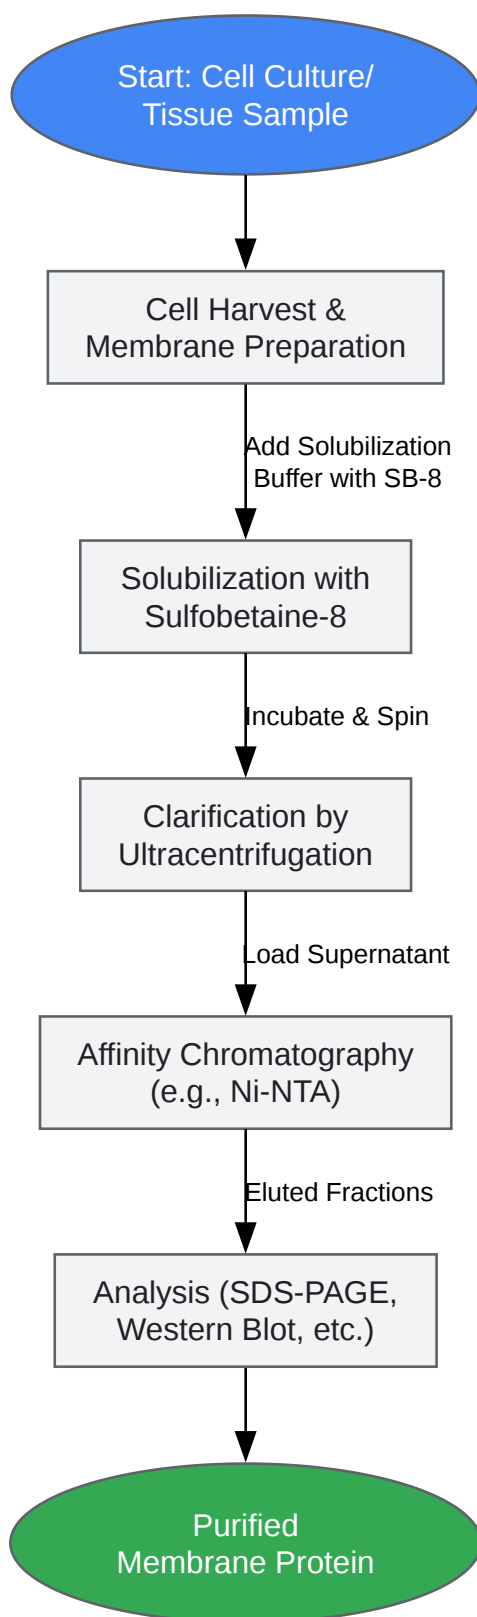 Start: Cell Culture/
Tissue Sample
Cell Harvest &
Membrane Preparation
Add Solubilization
Buffer with SB-8
Solubilization with
Sulfobetaine-8
Incubate & Spin
Clarification by
Ultracentrifugation
Load Supernatant
Affinity Chromatography
(e.g., Ni-NTA)
Eluted Fractions
Analysis (SDS-PAGE,
Western Blot, etc.)
Purified
Membrane Protein